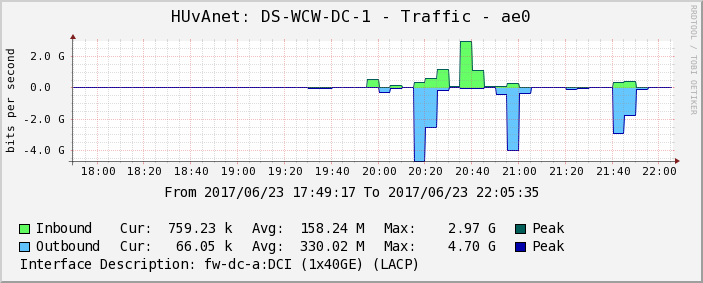 HUvAnet: DS-WCW-DC-1 - Traffic - ae0
RRDTOOL / TOBI OETIKER
bits per second
2.0 G
0.0
-2.0 G
-4.0 G
18:00 18:20 18:40 19:00 19:20 19:40 20:00 20:20 20:40 21:00 21:20 21:40 22:00
From 2017/06/23 17:49:17 To 2017/06/23 22:05:35
Inbound Cur: 759.23 k Avg: 158.24 M Max: 2.97 G Peak
Outbound Cur: 66.05 k Avg: 330.02 M Max: 4.70 G Peak
Interface Description: fw-dc-a:DCI (1x40GE) (LACP)